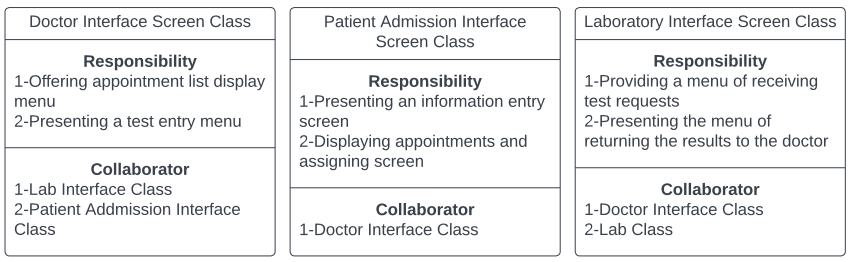 Doctor Interface Screen Class
Responsibility
1-Offering appointment list display
menu
2-Presenting a test entry menu
Collaborator
1-Lab Interface Class
2-Patient Addmission Interface
Class
Patient Admission Interface
Screen Class
Responsibility
1-Presenting an information entry
screen
2-Displaying appointments and
assigning screen
Collaborator
1-Doctor Interface Class
Laboratory Interface Screen Class
Responsibility
1-Providing a menu of receiving
test requests
2-Presenting the menu of
returning the results to the doctor
Collaborator
1-Doctor Interface Class
2-Lab Class